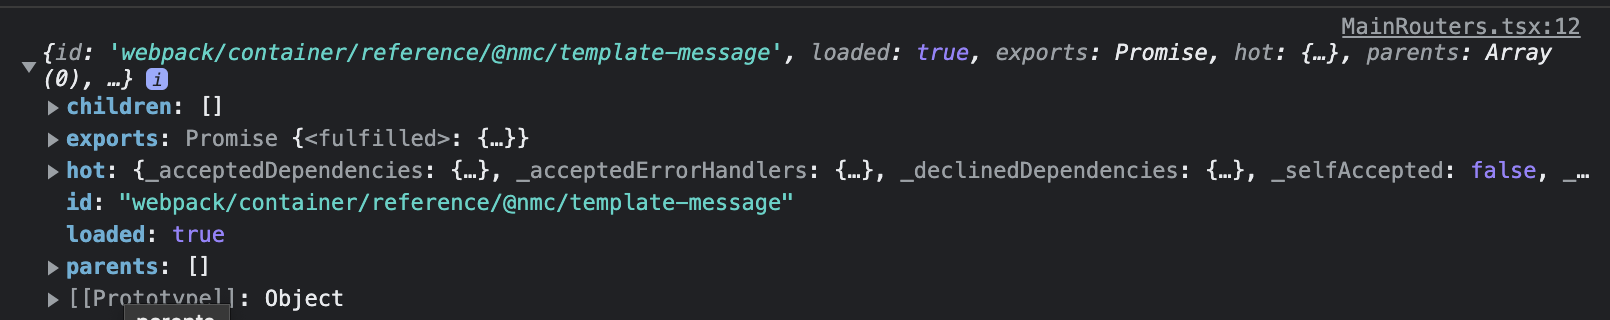 MainRouters.tsx:12
{id: 'webpack/container/reference/@nmc/template-message', loaded: true, exports: Promise, hot: {…}, parents: Array
(0), …} i
children: []
exports: Promise {<fulfilled>: {…}}
hot: {_acceptedDependencies: {…}, _acceptedErrorHandlers: {…}, _declinedDependencies: {…}, _selfAccepted: false, _…
id: "webpack/container/reference/@nmc/template-message"
loaded: true
parents: []
[[Prototype]]: Object
parents